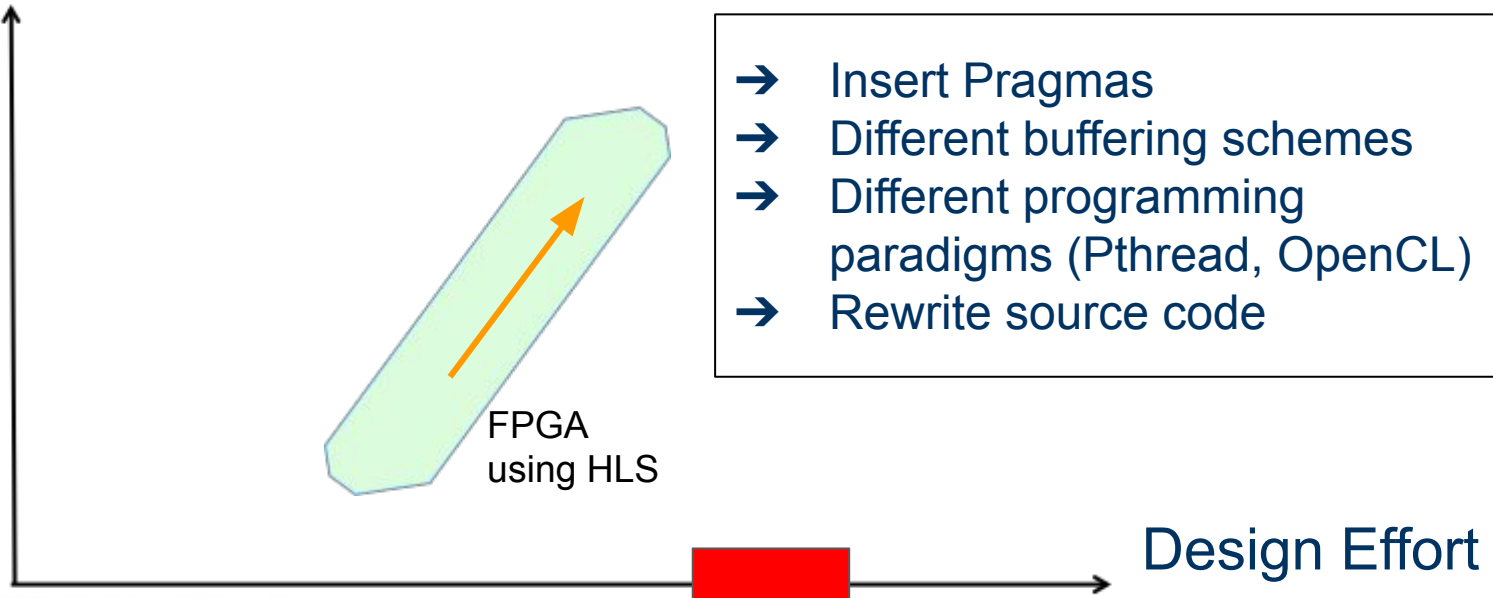 ➔ Insert Pragmas
➔ Different buffering schemes
➔ Different programming
paradigms (Pthread, OpenCL)
➔ Rewrite source code
FPGA
using HLS
Design Effort